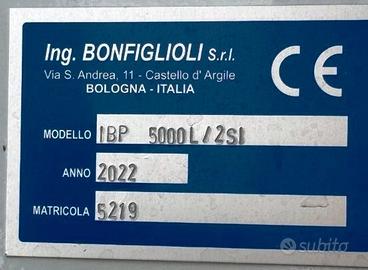 Ing. BONFIGLIOLI S.r.l.
Via S. Andrea, 11 - Castello d' Argile
BOLOGNA - ITALIA
CE
MODELLO IBP 5000L/2SI
ANNO 2022
MATRICOLA 5219
subito